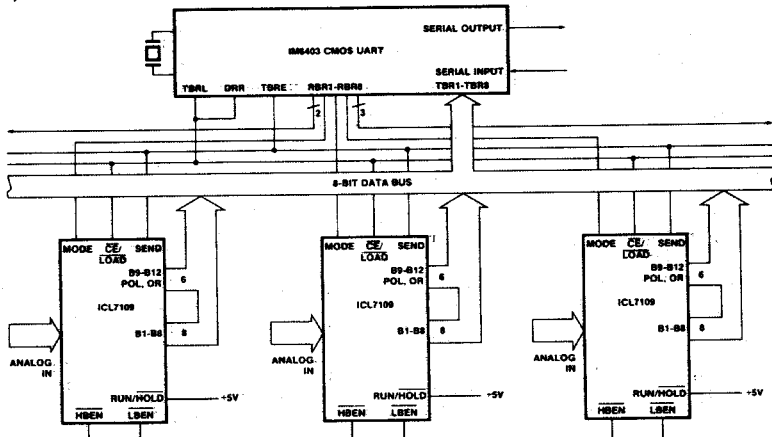 SERIAL OUTPUT
IM6403 CMOS UART
SERIAL INPUT
TBRL DRR TBRE RBR1-RBR8 TBR1-TBR8
2 3
8-BIT DATA BUS
MODE CE/ SEND
LOAD
B9-B12
POL, OR
6
ICL7109
B1-B8 8
ANALOG
IN
RUN/HOLD +5V
HBEN LBEN
MODE CE/ SEND
LOAD
B9-B12
POL, OR
6
ICL7109
B1-B8 8
ANALOG
IN
RUN/HOLD +5V
HBEN LBEN
MODE CE/ SEND
LOAD
B9-B12
POL, OR
6
ICL7109
B1-B8 8
ANALOG
IN
RUN/HOLD +5V
HBEN LBEN